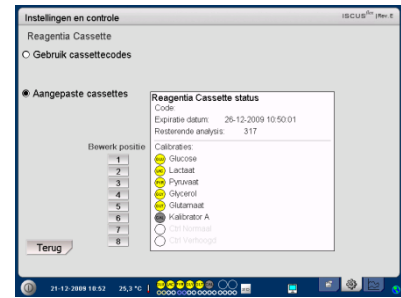 Instellingen en controle
ISCUS flex | Rev. E
Reagentia Cassette
Gebruik cassettecodes
Aangepaste cassettes
Reagentia Cassette status
Code:
Expiratie datum: 26-12-2009 10:50:01
Resterende analysis: 317
Bewerk positie
Calibraties:
1 Glucose
2 Lactaat
3 Pyruvaat
4 Glycerol
5 Glutamaat
6 Kalibrator A
7 Ctrl Normaal
8 Ctrl Verhoogd
Terug
21-12-2009 10:52 25,3 °C